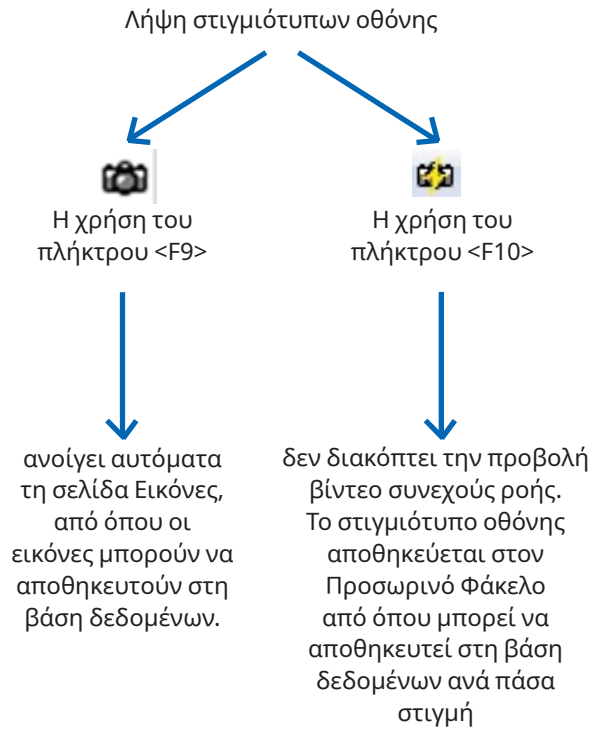 Λήψη στιγμιότυπων οθόνης
Η χρήση του
πλήκτρου <F9>
Η χρήση του
πλήκτρου <F10>
ανοίγει αυτόματα
τη σελίδα Εικόνες,
από όπου οι
εικόνες μπορούν να
αποθηκευτούν στη
βάση δεδομένων.
δεν διακόπτει την προβολή
βίντεο συνεχούς ροής.
Το στιγμιότυπο οθόνης
αποθηκεύεται στον
Προσωρινό Φάκελο
από όπου μπορεί να
αποθηκευτεί στη βάση
δεδομένων ανά πάσα
στιγμή